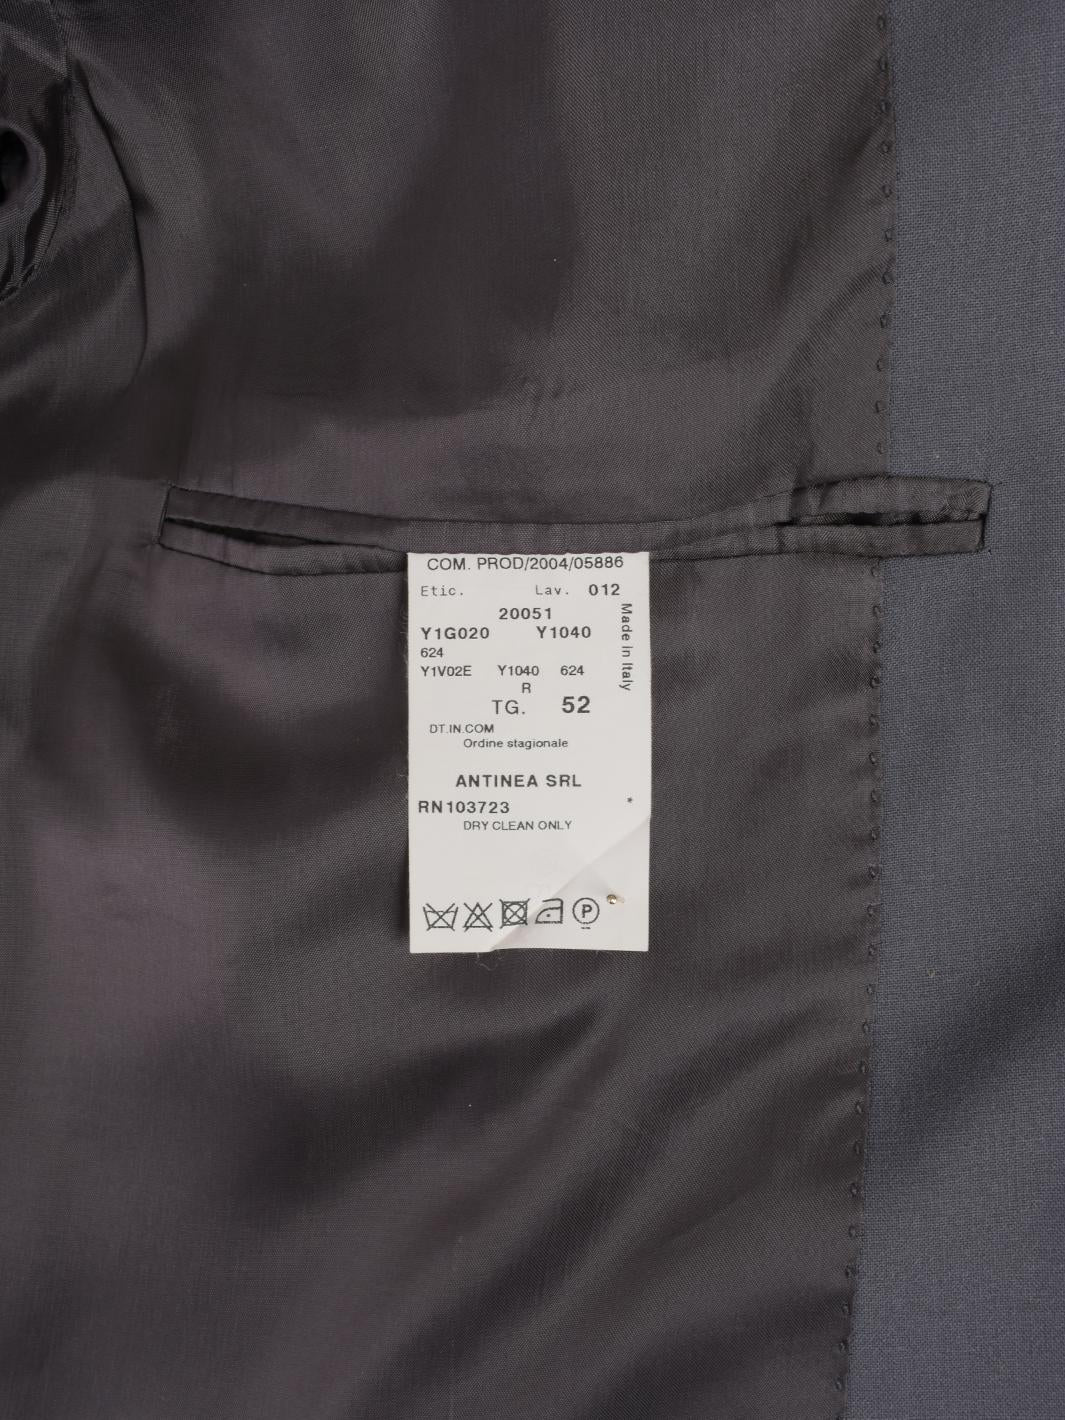 COM. PROD/2004/05886
Etic. Lav. 012
20051
Y1G020 Y1040
624
Y1V02E Y1040 624
R
TG. 52
Made in Italy
DT.IN.COM
Ordine stagionale
ANTINEA SRL
RN103723 *
DRY CLEAN ONLY
P